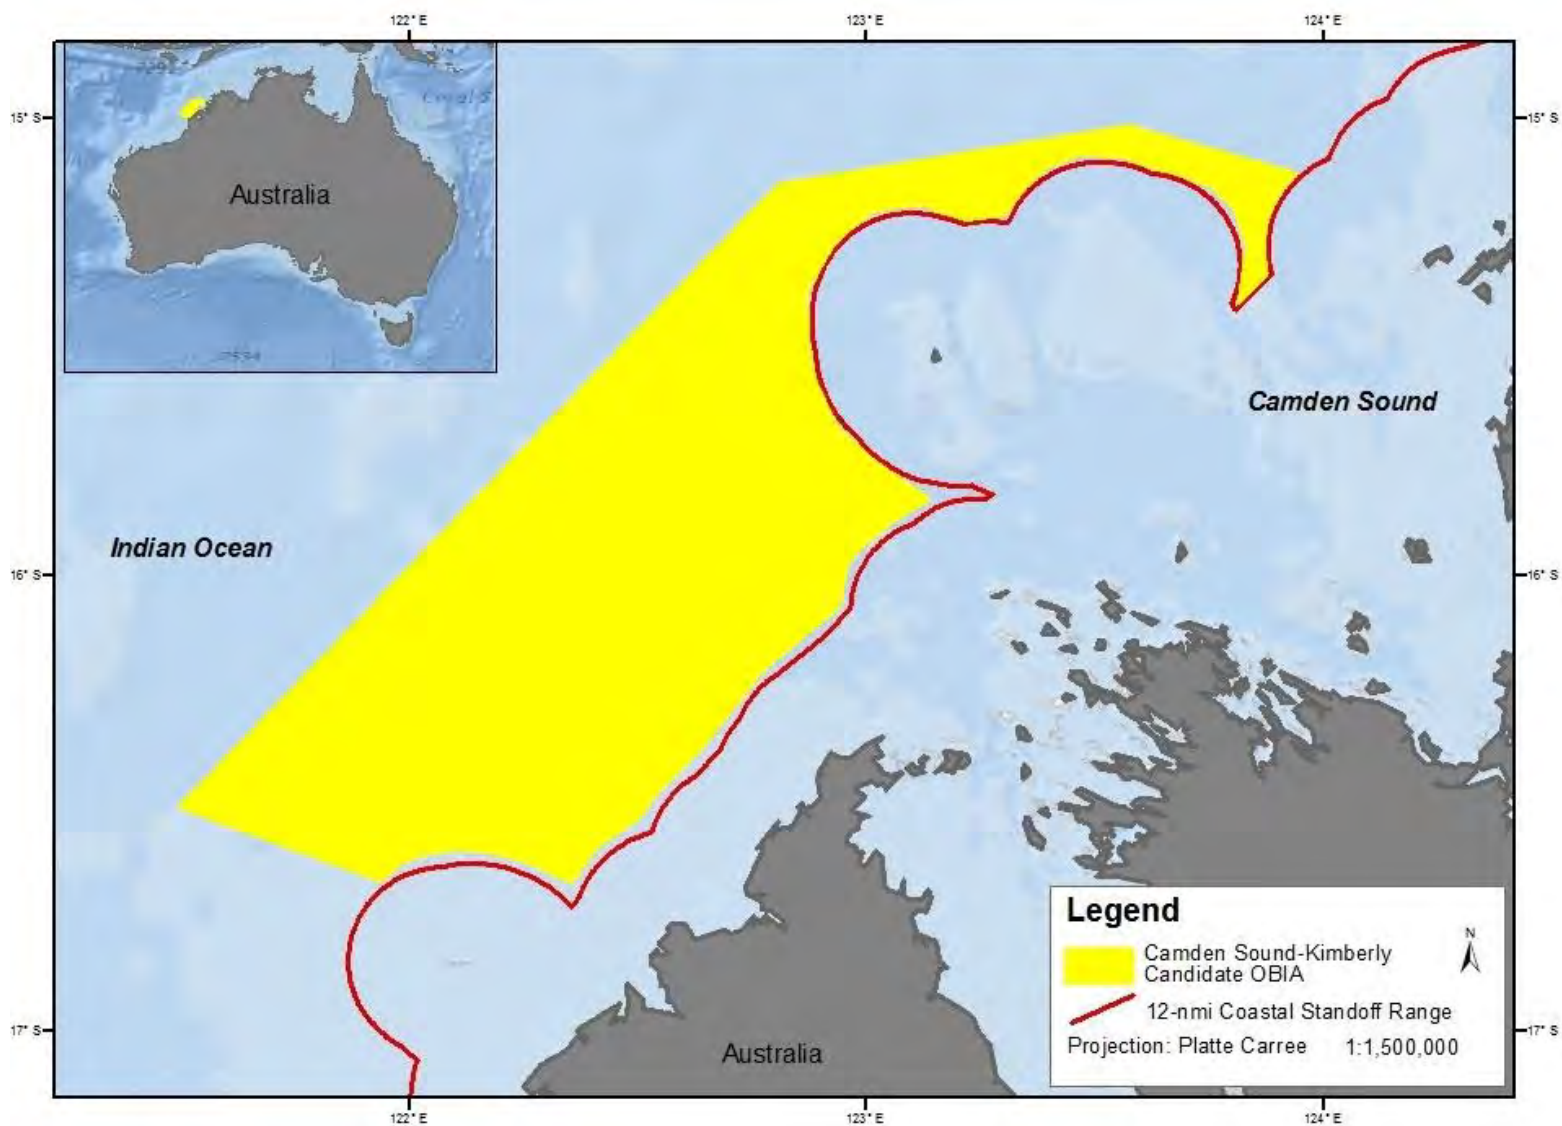 122° E 123° E 124° E
15° S 15° S
Australia
Camden Sound
Indian Ocean
16° S 16° S
Legend
Camden Sound-Kimberly
Candidate OBIA
N
12-nmi Coastal Standoff Range
Projection: Platte Carree 1:1,500,000
17° S 17° S
Australia
122° E 123° E 124° E